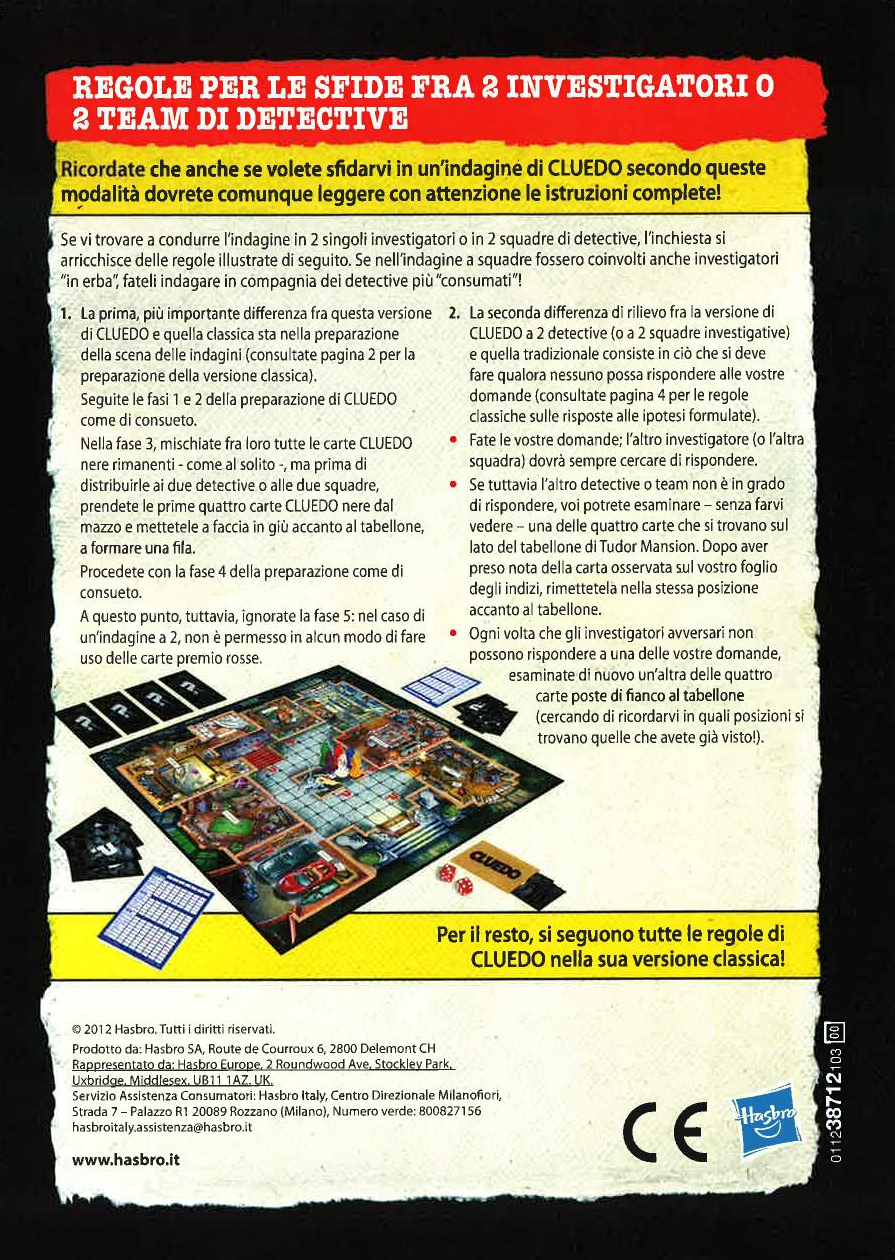 REGOLE PER LE SFIDE FRA 2 INVESTIGATORI O
2 TEAM DI DETECTIVE
Ricordate che anche se volete sfidarvi in un'indagine di CLUEDO secondo queste
modalità dovrete comunque leggere con attenzione le istruzioni complete!
Se vi trovare a condurre l'indagine in 2 singoli investigatori o in 2 squadre di detective, l'inchiesta si
arricchisce delle regole illustrate di seguito. Se nell'indagine a squadre fossero coinvolti anche investigatori
"in erba", fateli indagare in compagnia dei detective più "consumati"!
1. La prima, più importante differenza fra questa versione
di CLUEDO e quella classica sta nella preparazione
della scena delle indagini (consultate pagina 2 per la
preparazione della versione classica).
Seguite le fasi 1 e 2 della preparazione di CLUEDO
come di consueto.
Nella fase 3, mischiate fra loro tutte le carte CLUEDO
nere rimanenti - come al solito -, ma prima di
distribuirle ai due detective o alle due squadre,
prendete le prime quattro carte CLUEDO nere dal
mazzo e mettetele a faccia in giù accanto al tabellone,
a formare una fila.
Procedete con la fase 4 della preparazione come di
consueto.
A questo punto, tuttavia, ignorate la fase 5: nel caso di
un'indagine a 2, non è permesso in alcun modo di fare
uso delle carte premio rosse.
2. La seconda differenza di rilievo fra la versione di
CLUEDO a 2 detective (o a 2 squadre investigative)
e quella tradizionale consiste in ciò che si deve
fare qualora nessuno possa rispondere alle vostre
domande (consultate pagina 4 per le regole
classiche sulle risposte alle ipotesi formulate).
• Fate le vostre domande; l'altro investigatore (o l'altra
squadra) dovrà sempre cercare di rispondere.
• Se tuttavia l'altro detective o team non è in grado
di rispondere, voi potrete esaminare – senza farvi
vedere – una delle quattro carte che si trovano sul
lato del tabellone di Tudor Mansion. Dopo aver
preso nota della carta osservata sul vostro foglio
degli indizi, rimettetela nella stessa posizione
accanto al tabellone.
• Ogni volta che gli investigatori avversari non
possono rispondere a una delle vostre domande,
esaminate di nuovo un'altra delle quattro
carte poste di fianco al tabellone
(cercando di ricordarvi in quali posizioni si
trovano quelle che avete già visto!).
CLUEDO
Per il resto, si seguono tutte le regole di
CLUEDO nella sua versione classica!
© 2012 Hasbro. Tutti i diritti riservati.
Prodotto da: Hasbro SA, Route de Courroux 6, 2800 Delemont CH
Rappresentato da: Hasbro Europe, 2 Roundwood Ave, Stockley Park,
Uxbridge, Middlesex, UB11 1AZ. UK.
Servizio Assistenza Consumatori: Hasbro Italy, Centro Direzionale Milanofiori,
Strada 7 – Palazzo R1 20089 Rozzano (Milano), Numero verde: 800827156
hasbroitaly.assistenza@hasbro.it
www.hasbro.it
CE
Hasbro
011238712103 00